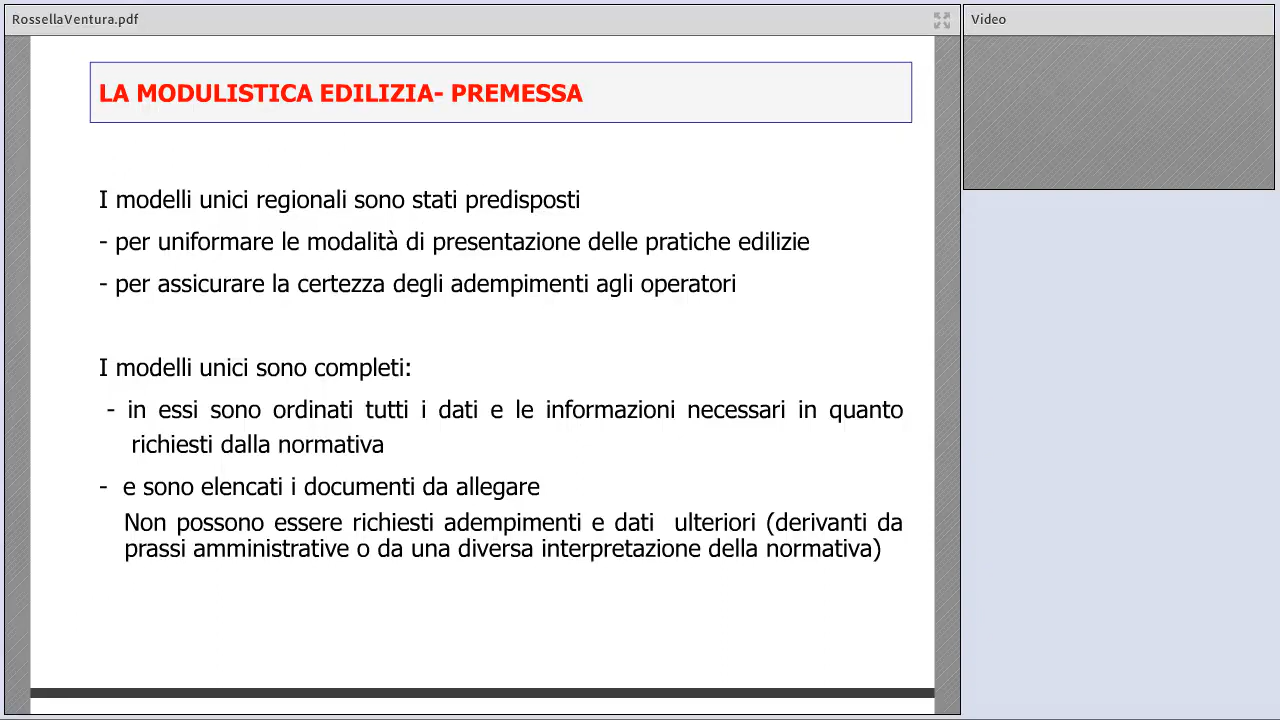 RossellaVentura.pdf
Video
LA MODULISTICA EDILIZIA- PREMESSA
I modelli unici regionali sono stati predisposti
- per uniformare le modalità di presentazione delle pratiche edilizie
- per assicurare la certezza degli adempimenti agli operatori
I modelli unici sono completi:
- in essi sono ordinati tutti i dati e le informazioni necessari in quanto
richiesti dalla normativa
- e sono elencati i documenti da allegare
Non possono essere richiesti adempimenti e dati ulteriori (derivanti da
prassi amministrative o da una diversa interpretazione della normativa)